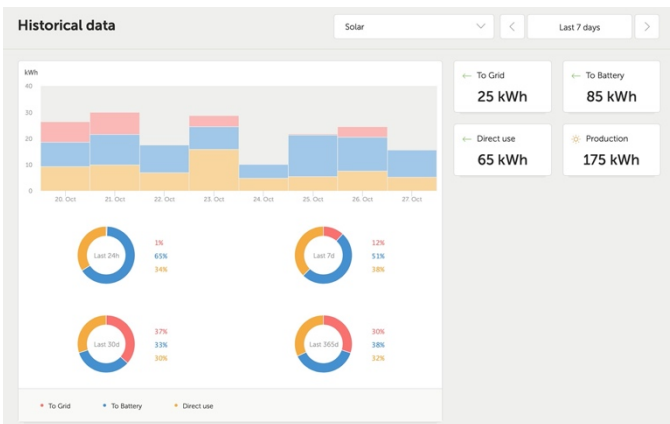 Historical data
Solar
Last 7 days
kWh
40
30
20
10
0
20. Oct
21. Oct
22. Oct
23. Oct
24. Oct
25. Oct
26. Oct
27. Oct
Last 24h
1%
65%
34%
Last 7d
12%
51%
38%
Last 30d
37%
33%
30%
Last 365d
30%
38%
32%
To Grid
To Battery
Direct use
To Grid
25 kWh
To Battery
85 kWh
Direct use
65 kWh
Production
175 kWh